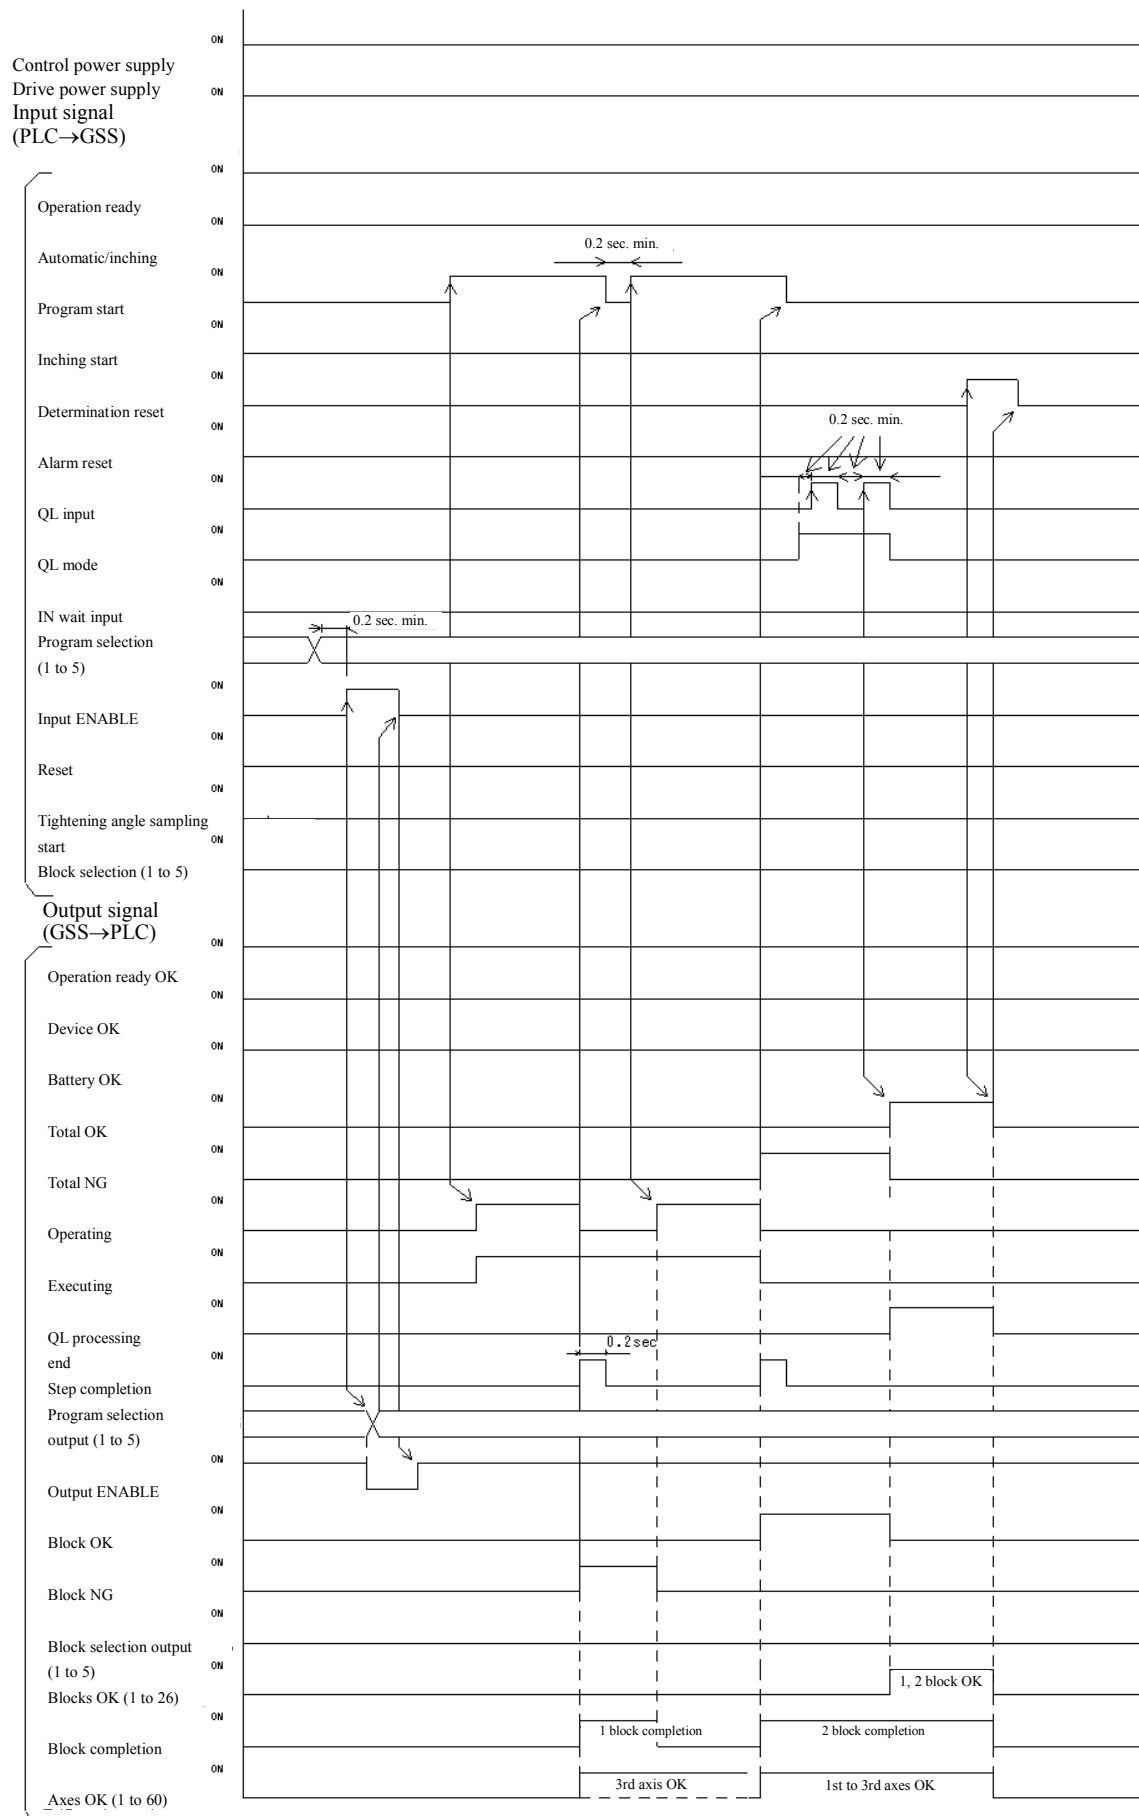 ON
Control power supply
Drive power supply ON
Input signal
(PLC→GSS)
ON
Operation ready
ON
Automatic/inching
0.2 sec. min.
ON
Program start
ON
Inching start
ON
Determination reset
0.2 sec. min.
ON
Alarm reset
ON
QL input
ON
QL mode
ON
IN wait input
0.2 sec. min.
Program selection
(1 to 5)
ON
Input ENABLE
ON
Reset
ON
Tightening angle sampling
start
ON
Block selection (1 to 5)
Output signal
(GSS→PLC)
ON
Operation ready OK
ON
Device OK
ON
Battery OK
ON
Total OK
ON
Total NG
ON
Operating
ON
Executing
ON
QL processing
0.2sec
end
ON
Step completion
Program selection
output (1 to 5)
ON
Output ENABLE
ON
Block OK
ON
Block NG
ON
Block selection output
(1 to 5)
ON
1, 2 block OK
Blocks OK (1 to 26)
ON
1 block completion
2 block completion
Block completion
ON
3rd axis OK
1st to 3rd axes OK
Axes OK (1 to 60)